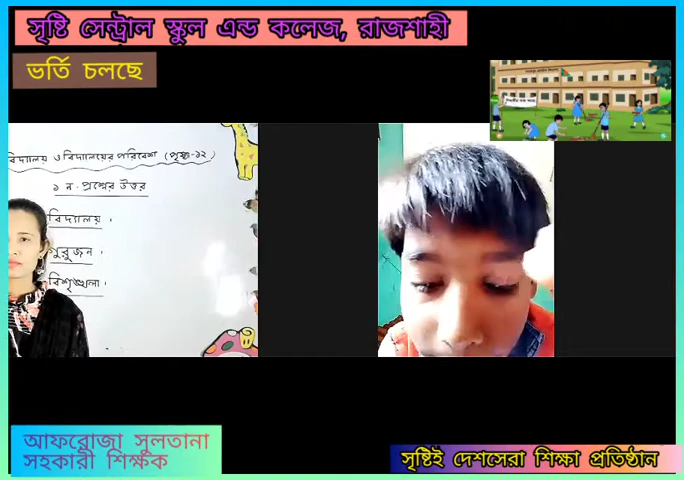 সৃষ্টি সেন্ট্রাল স্কুল এন্ড কলেজ, রাজশাহী
ভর্তি চলছে
বিদ্যালয় ও বিদ্যালয়ের পরিবেশ (পৃষ্ঠা-১২)
১ ন. প্রশ্নের উত্তর
বিদ্যালয় .
গুরুজন .
বিশৃঙ্খলা .
আফরোজা সুলতানা
সহকারী শিক্ষক
সৃষ্টিই দেশসেরা শিক্ষা প্রতিষ্ঠান